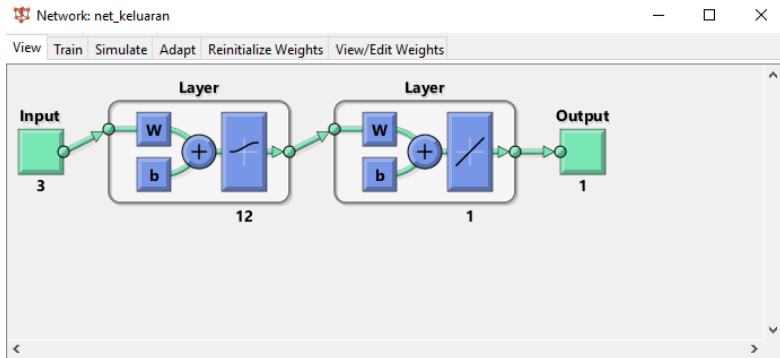 Network: net_keluaran
View Train Simulate Adapt Reinitialize Weights View/Edit Weights
Layer Layer
Input Output
W W
b b
3 12 1 1